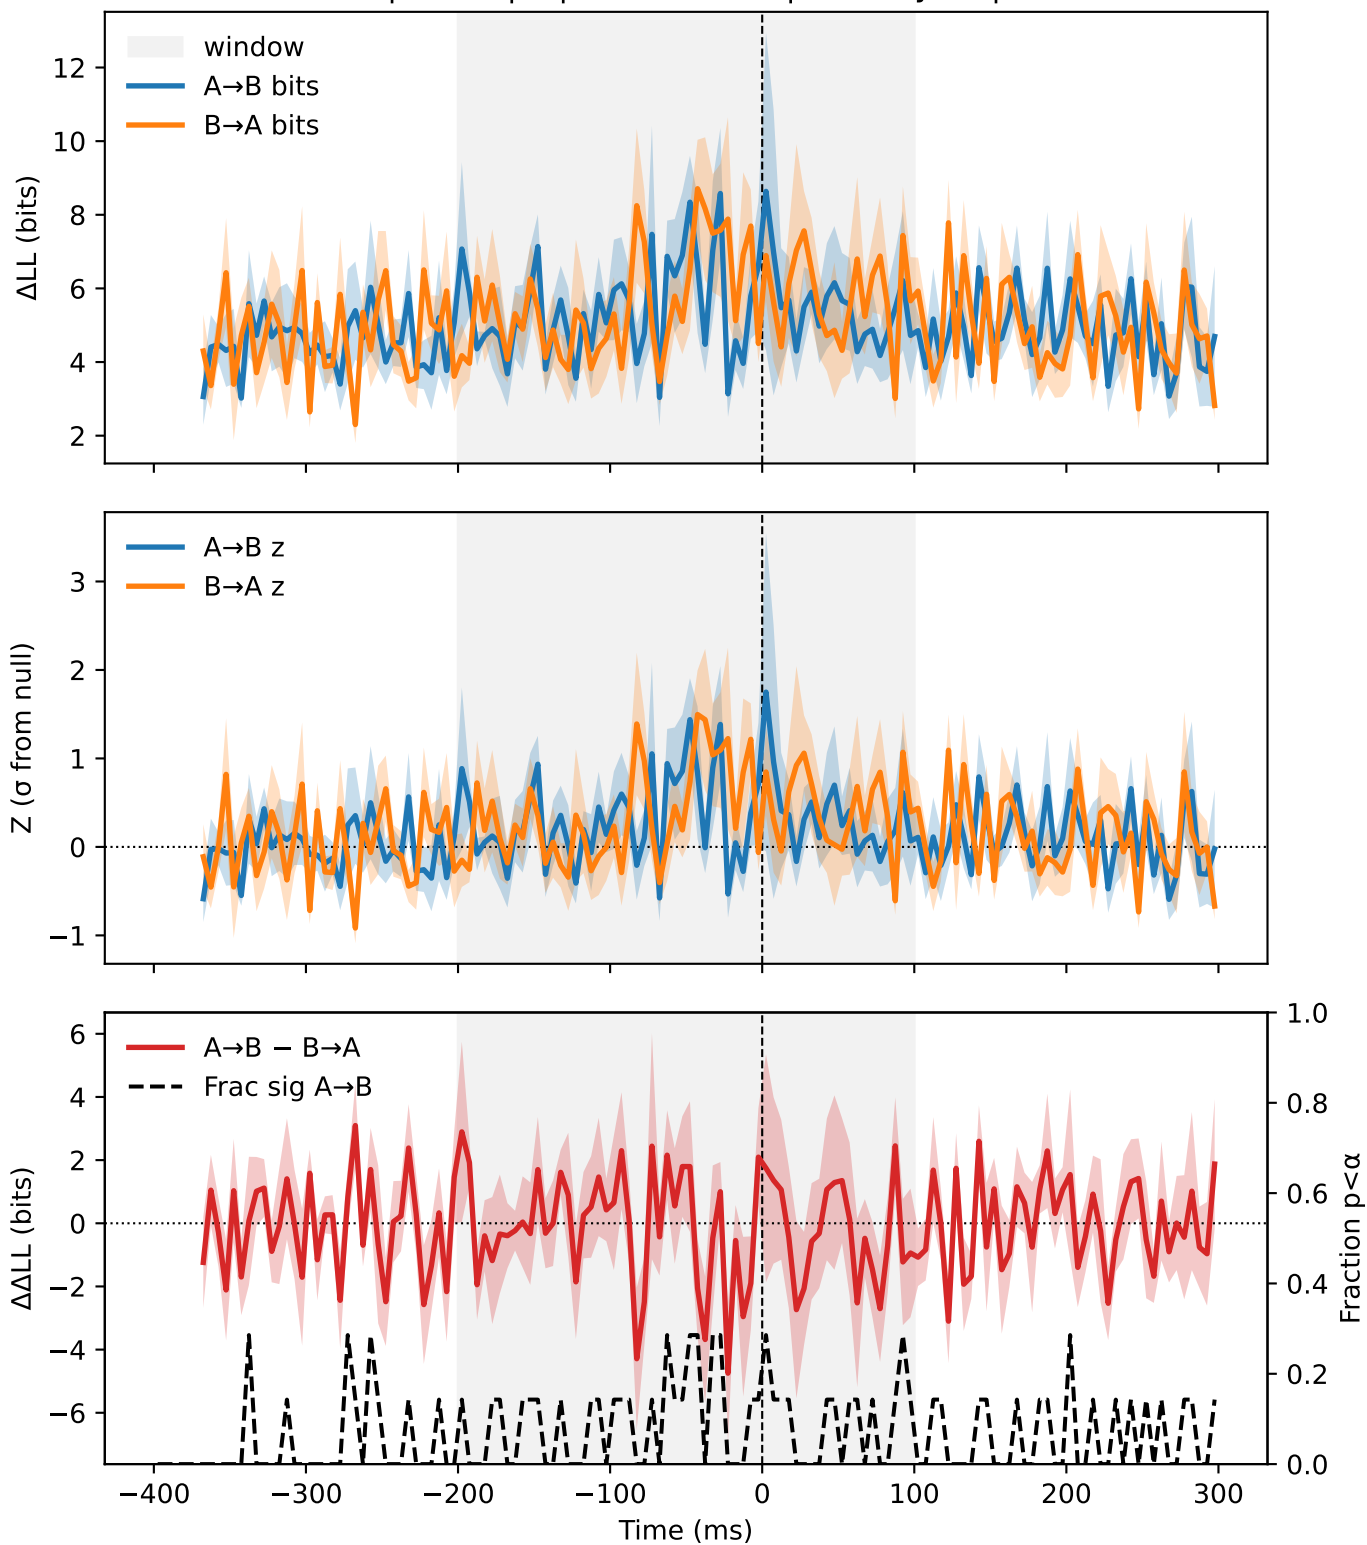 window
A→B bits
B→A bits
ΔLL (bits)
12
10
8
6
4
2
A→B z
B→A z
Z (σ from null)
3
2
1
0
−1
A→B − B→A
Frac sig A→B
ΔΔLL (bits)
6
4
2
0
−2
−4
−6
1.0
0.8
0.6
0.4
0.2
0.0
Fraction p<α
−400 −300 −200 −100 0 100 200 300
Time (ms)